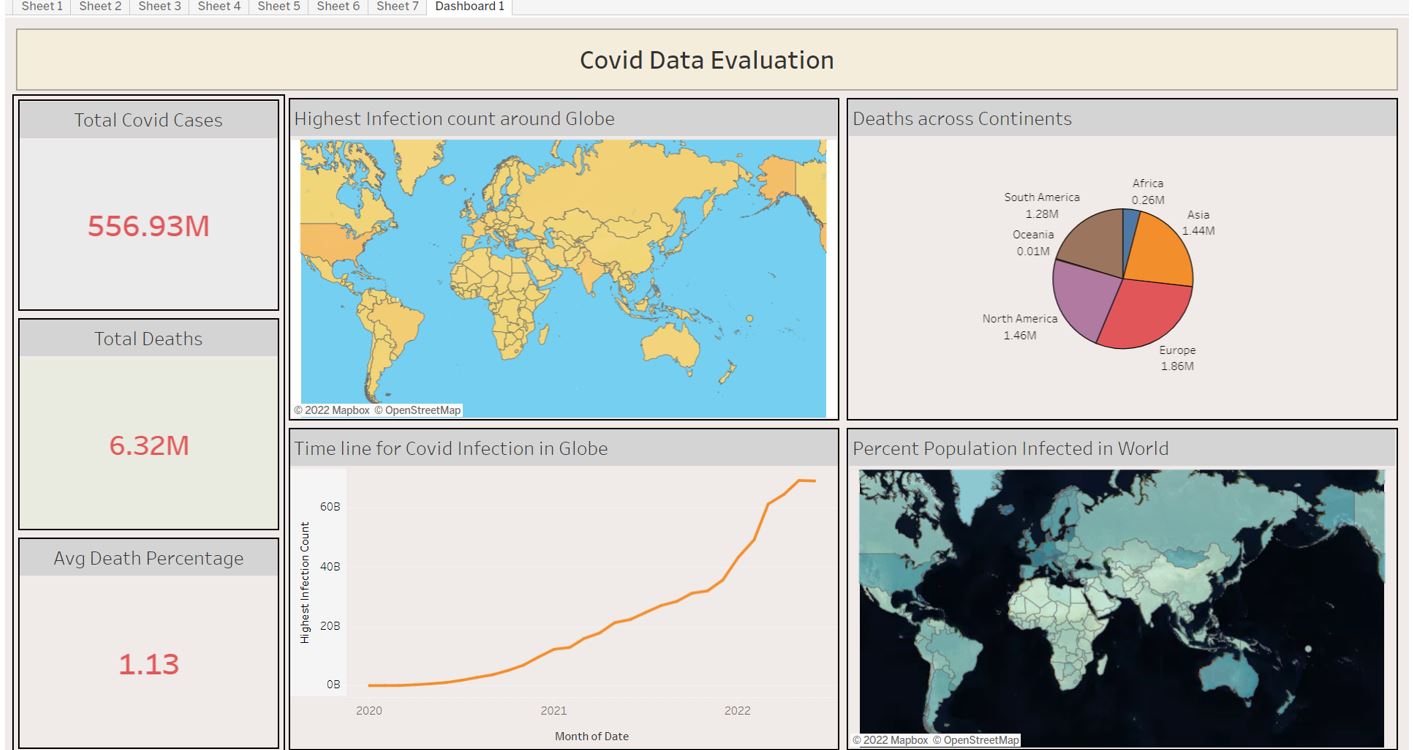 Sheet 1 Sheet 2 Sheet 3 Sheet 4 Sheet 5 Sheet 6 Sheet 7 Dashboard 1
Covid Data Evaluation
Total Covid Cases
556.93M
Total Deaths
6.32M
Avg Death Percentage
1.13
Highest Infection count around Globe
© 2022 Mapbox © OpenStreetMap
Deaths across Continents
Africa
0.26M
Asia
1.44M
Europe
1.86M
North America
1.46M
Oceania
0.01M
South America
1.28M
Time line for Covid Infection in Globe
Highest Infection Count
60B
40B
20B
0B
2020 2021 2022
Month of Date
Percent Population Infected in World
© 2022 Mapbox © OpenStreetMap